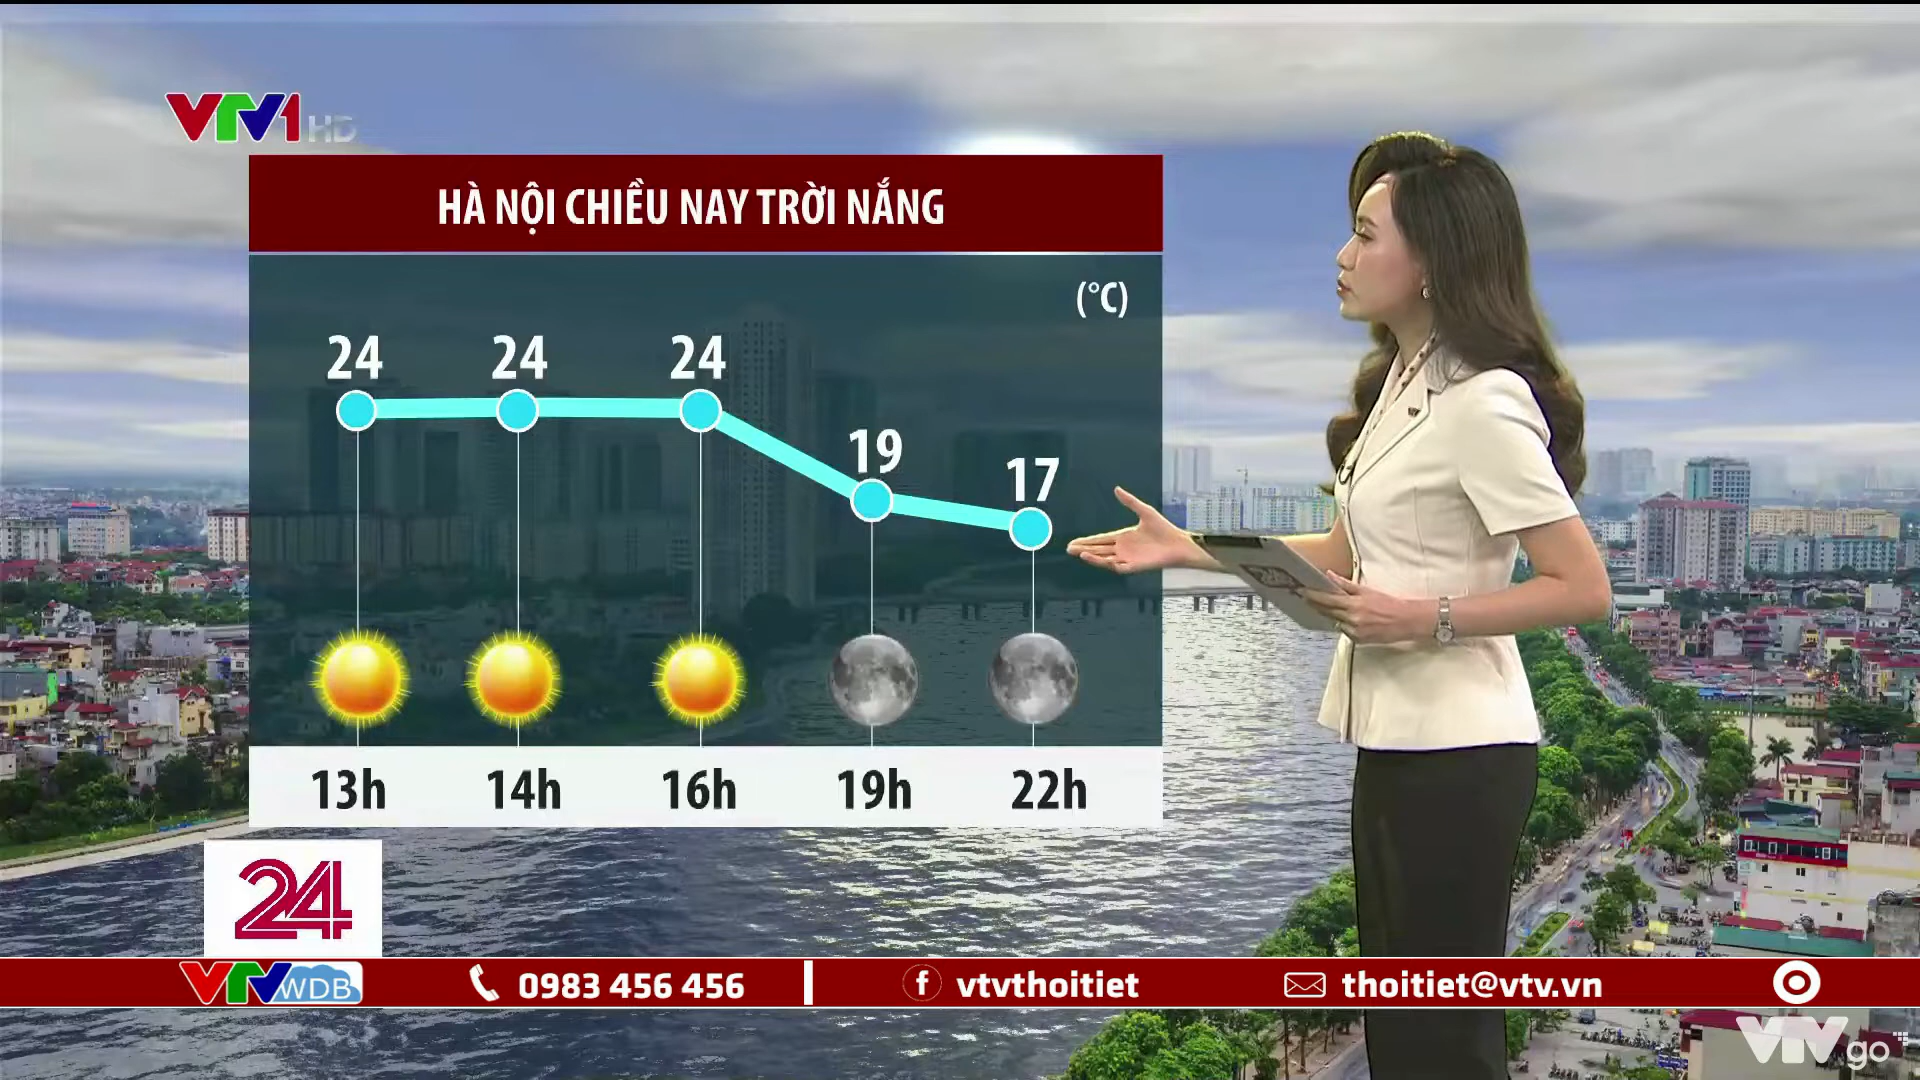 VTV1 HD
HÀ NỘI CHIỀU NAY TRỜI NẮNG
(°C)
24 24 24 19 17
13h 14h 16h 19h 22h
24
VTV WDB 0983 456 456 vtvthoitiet thoitiet@vtv.vn
VTV go